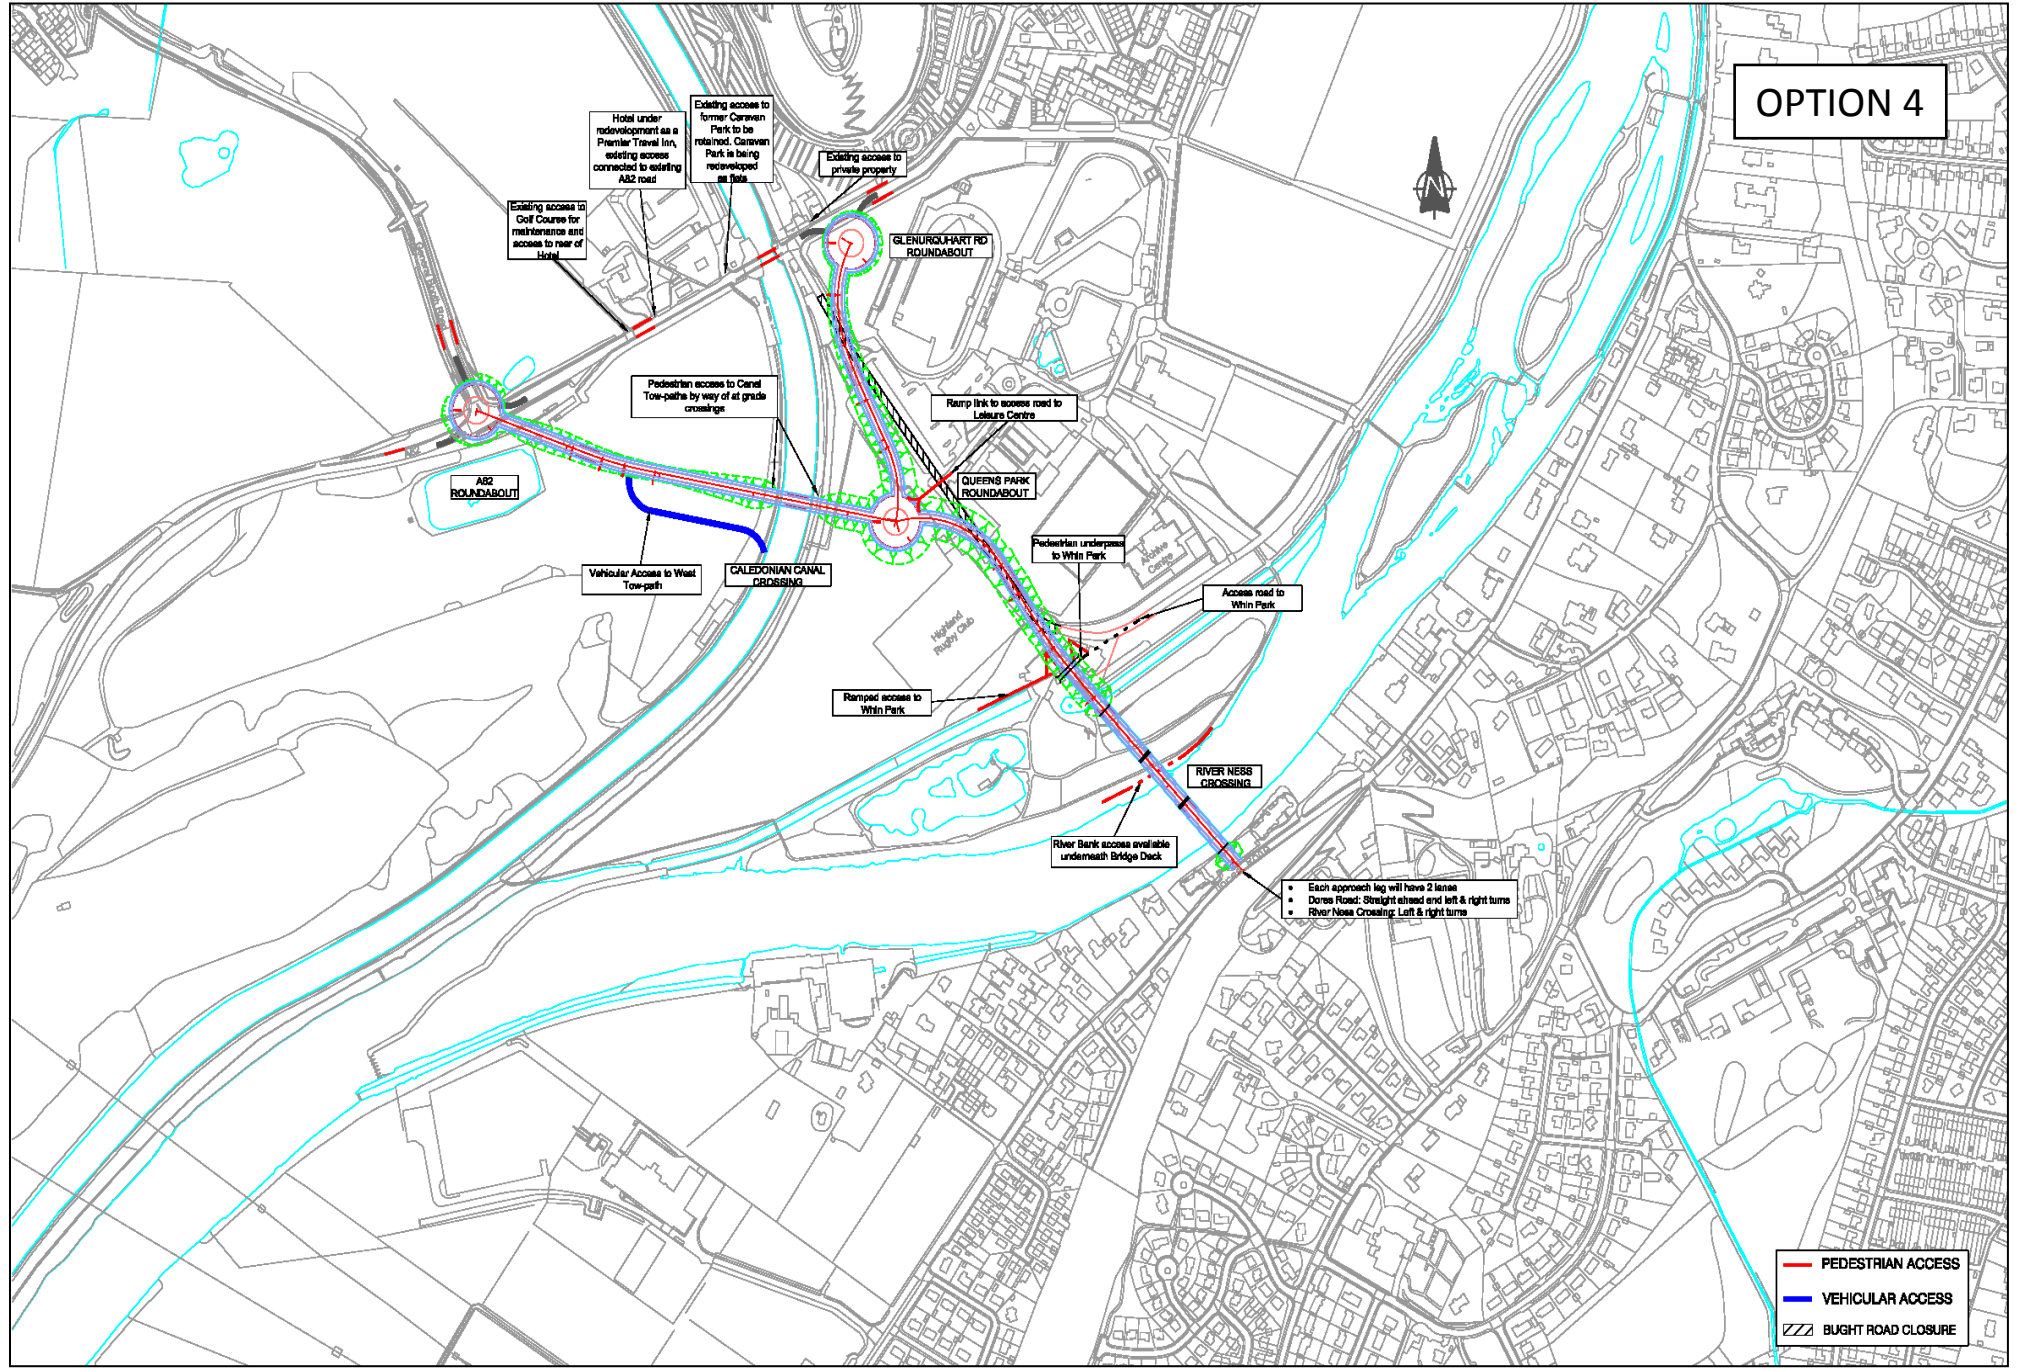 OPTION 4
Existing access to
former Caravan
Park to be
retained. Caravan
Park is being
redeveloped
as flats
Hotel under
redevelopment as a
Premier Travel Inn,
existing access
connected to existing
A82 road
Existing access to
private property
Existing access to
Golf Course for
maintenance and
access to rear of
Hotel
GLENURQUHART RD
ROUNDABOUT
Pedestrian access to Canal
Tow-paths by way of at grade
crossings
Ramp link to access road to
Leisure Centre
A82
A82
ROUNDABOUT
QUEENS PARK
ROUNDABOUT
Pedestrian underpass
to Whin Park
Archive
Centre
Vehicular Access to West
Tow-path
CALEDONIAN CANAL
CROSSING
Access road to
Whin Park
Highland
Rugby Club
Ramped access to
Whin Park
RIVER NESS
CROSSING
River Bank access available
underneath Bridge Deck
• Each approach leg will have 2 lanes
• Dores Road: Straight ahead and left & right turns
• River Ness Crossing: Left & right turns
N
PEDESTRIAN ACCESS
VEHICULAR ACCESS
BUGHT ROAD CLOSURE